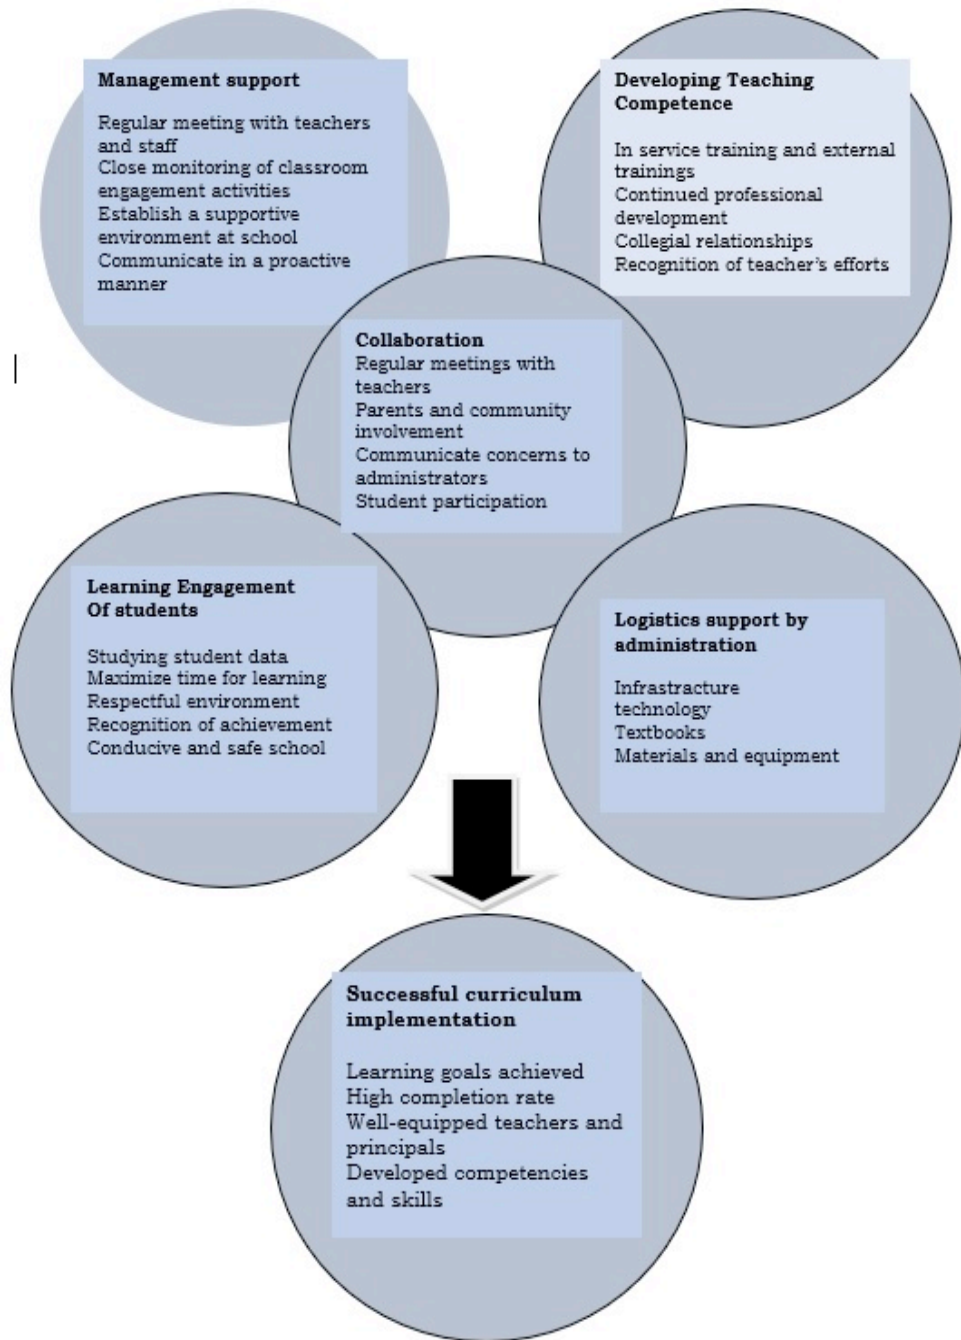 Management support
Regular meeting with teachers
and staff
Close monitoring of classroom
engagement activities
Establish a supportive
environment at school
Communicate in a proactive
manner
Developing Teaching
Competence
In service training and external
trainings
Continued professional
development
Collegial relationships
Recognition of teacher's efforts
Collaboration
Regular meetings with
teachers
Parents and community
involvement
Communicate concerns to
administrators
Student participation
Learning Engagement
Of students
Studying student data
Maximize time for learning
Respectful environment
Recognition of achievement
Conducive and safe school
Logistics support by
administration
Infrastracture
technology
Textbooks
Materials and equipment
Successful curriculum
implementation
Learning goals achieved
High completion rate
Well-equipped teachers and
principals
Developed competencies
and skills